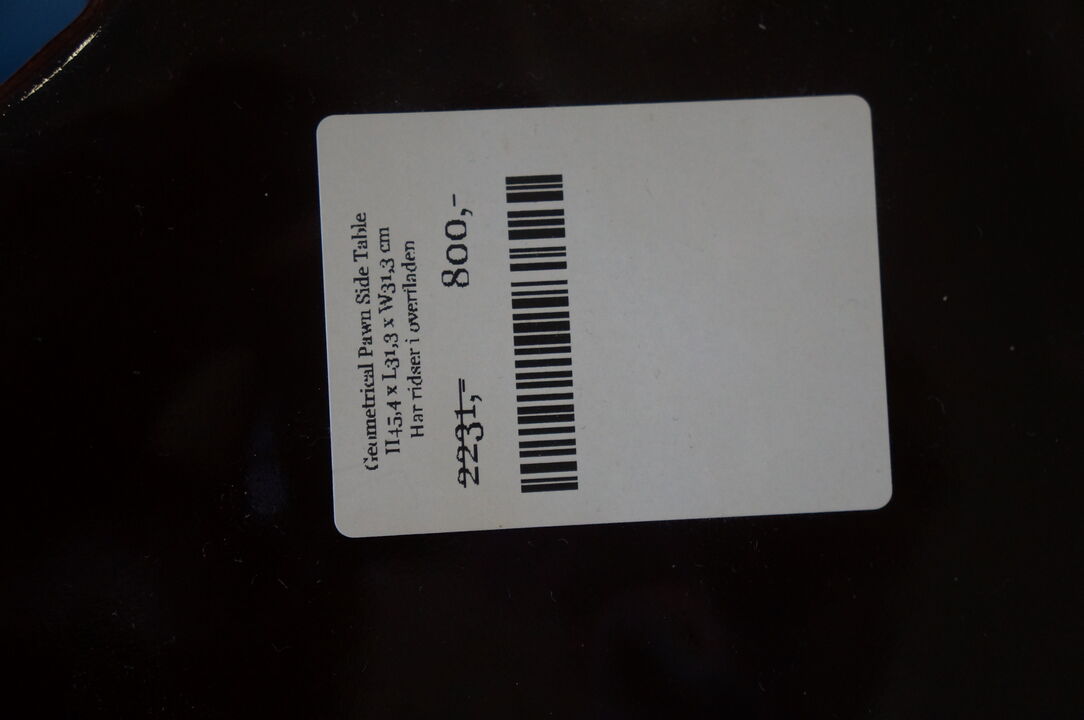 Geometrical Pawn Side Table
H45,4 x L31,3 x W31,3 cm
Har ridser i overfladen
2231,- 800,-